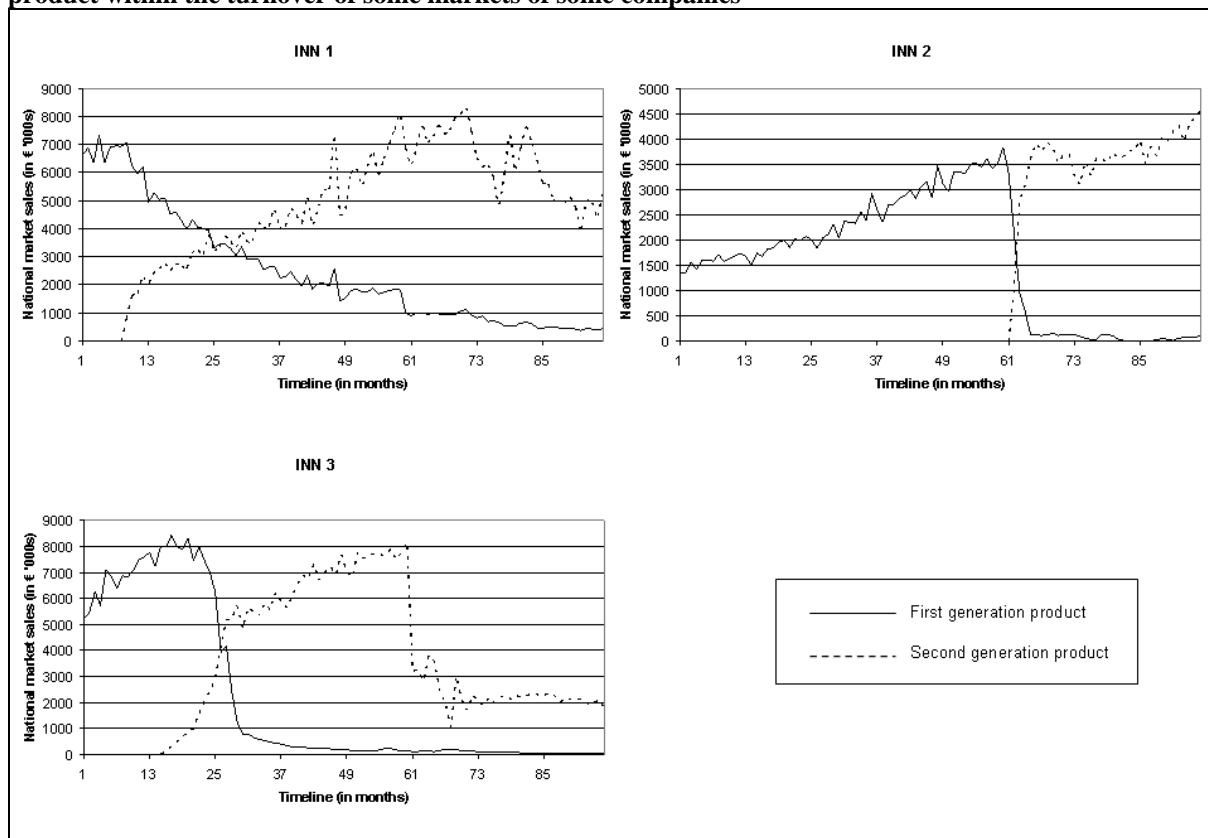 product within the turnover of some markets of some companies
INN 1
National market sales (in € '000s)
9000
8000
7000
6000
5000
4000
3000
2000
1000
0
1 13 25 37 49 61 73 85
Timeline (in months)
INN 2
National market sales (in € '000s)
5000
4500
4000
3500
3000
2500
2000
1500
1000
500
0
1 13 25 37 49 61 73 85
Timeline (in months)
INN 3
National market sales (in € '000s)
9000
8000
7000
6000
5000
4000
3000
2000
1000
0
1 13 25 37 49 61 73 85
Timeline (in months)
First generation product
Second generation product